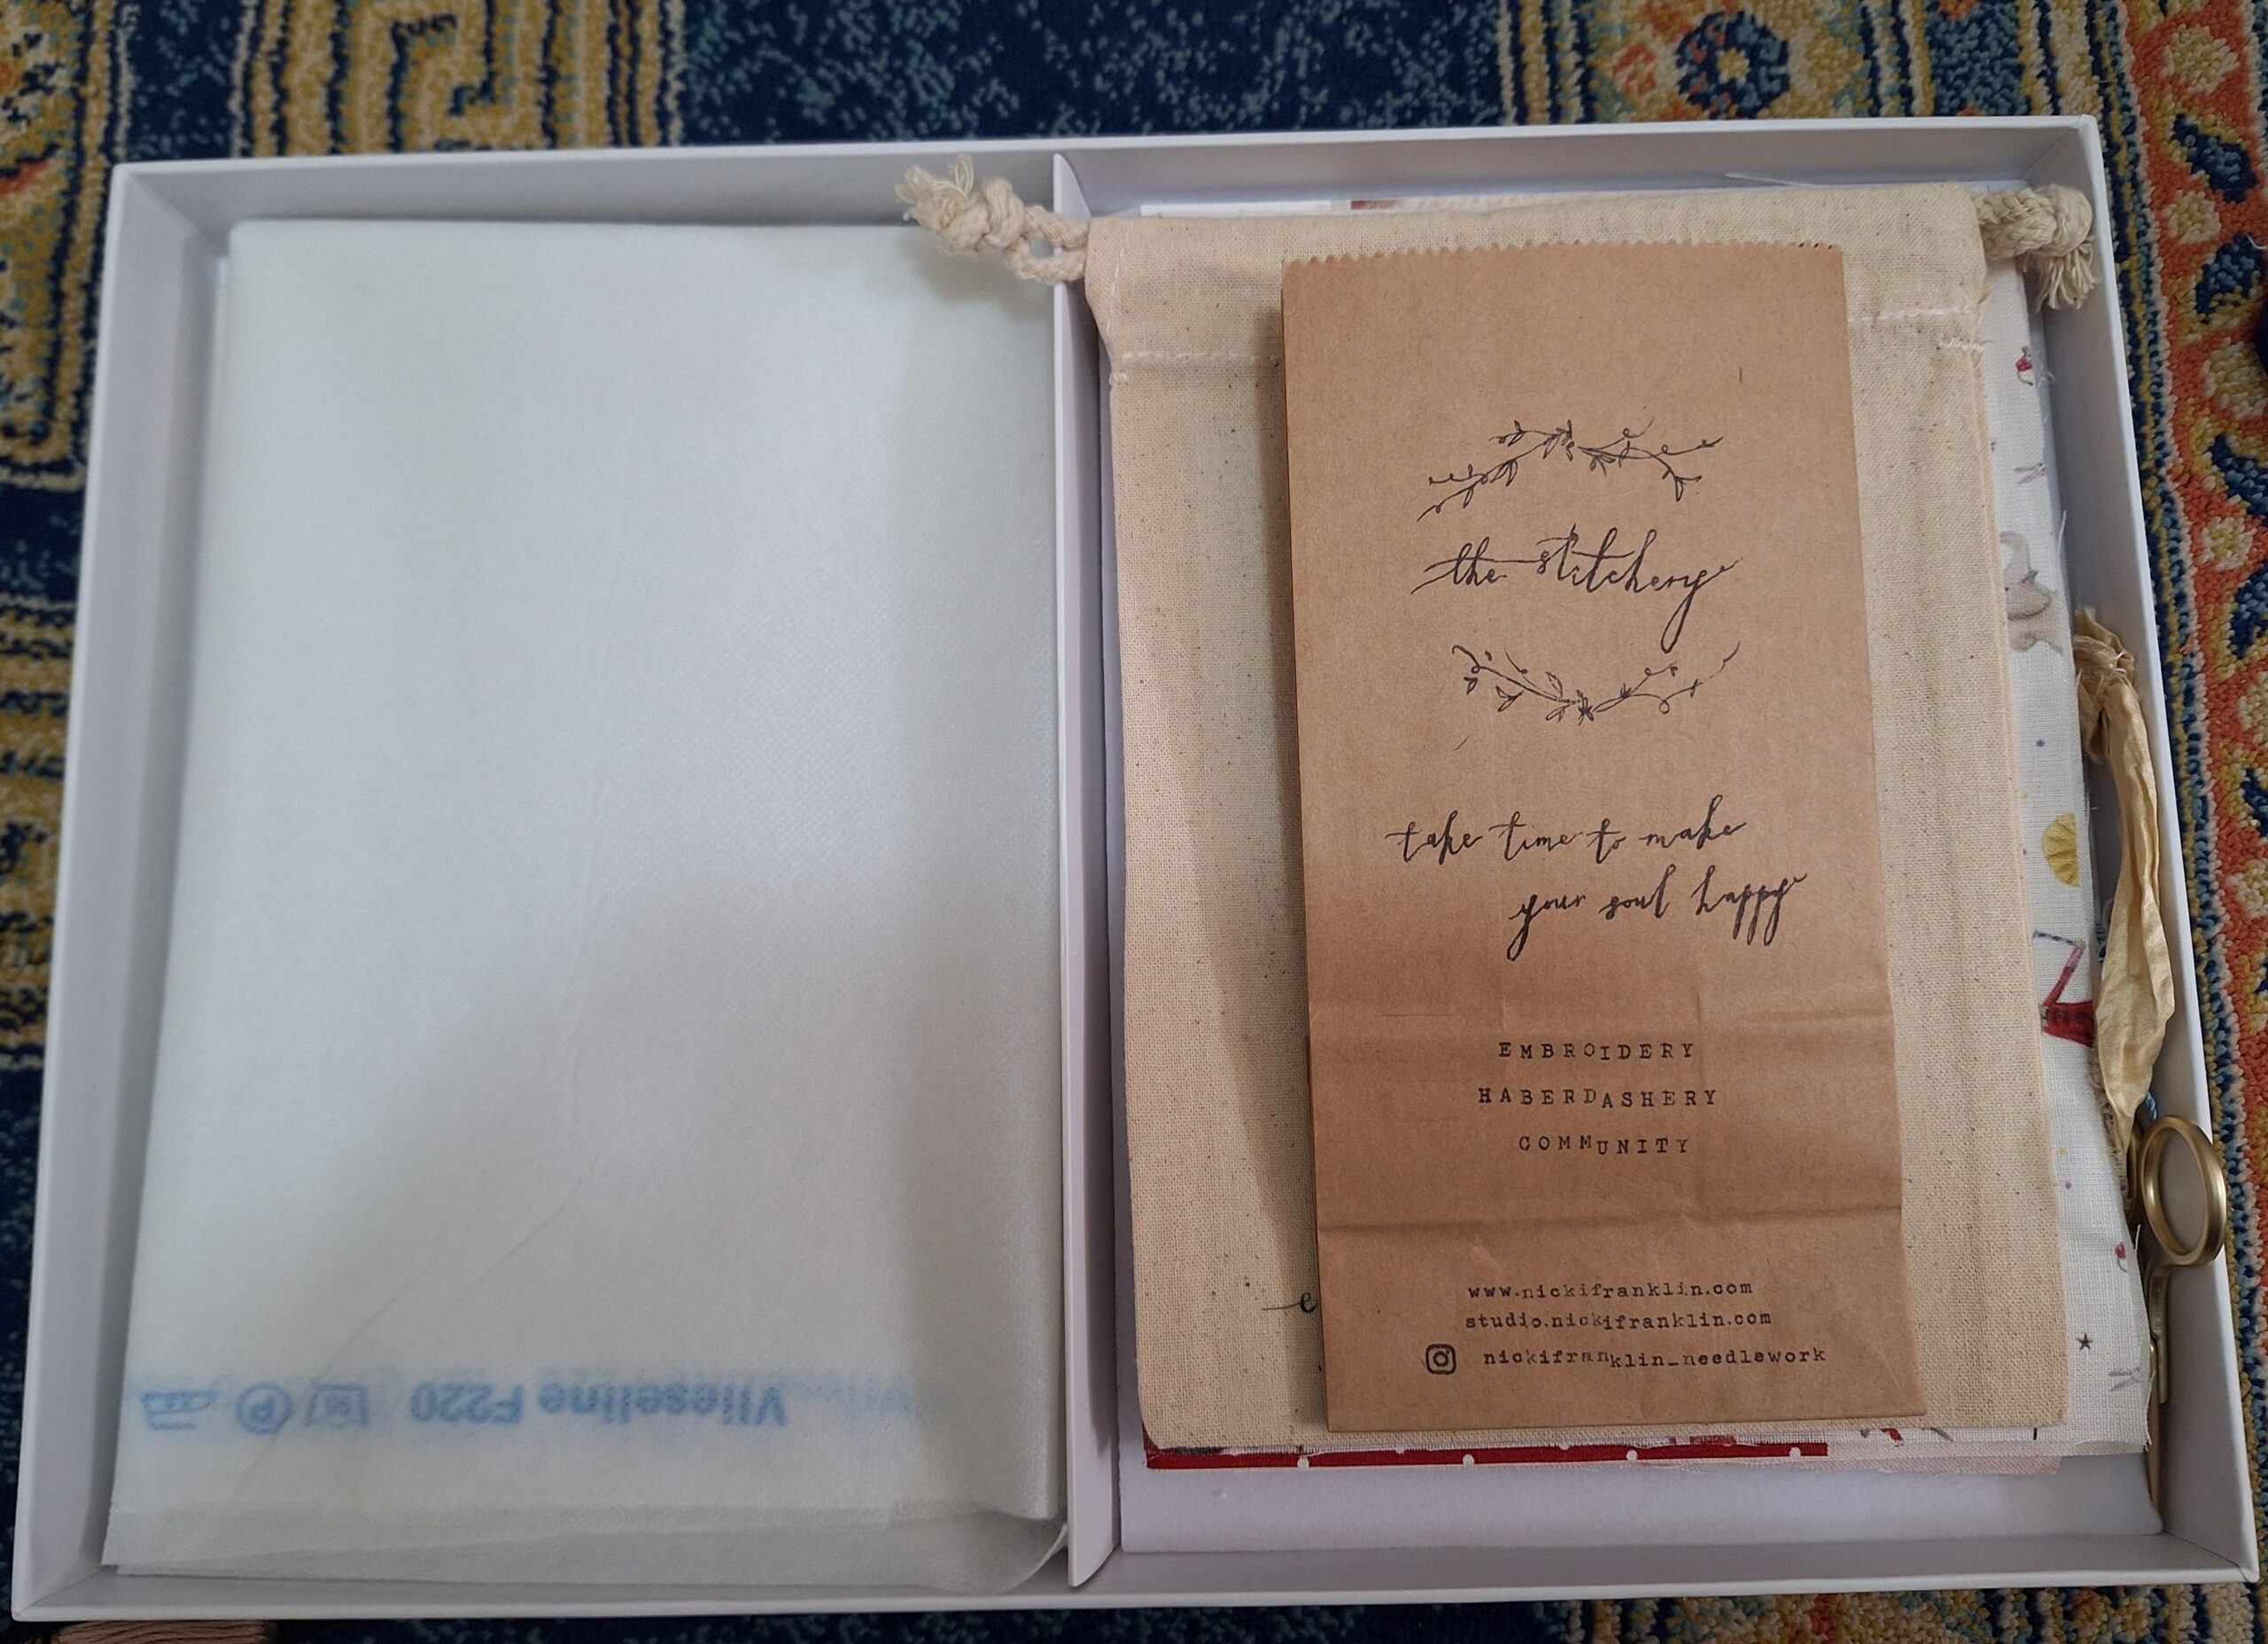 Vlieseline F220
P
the stitchery
take time to make
your soul happy
EMBROIDERY
HABERDASHERY
COMMUNITY
www.nickifranklin.com
studio.nickifranklin.com
nickifranklin_needlework
e